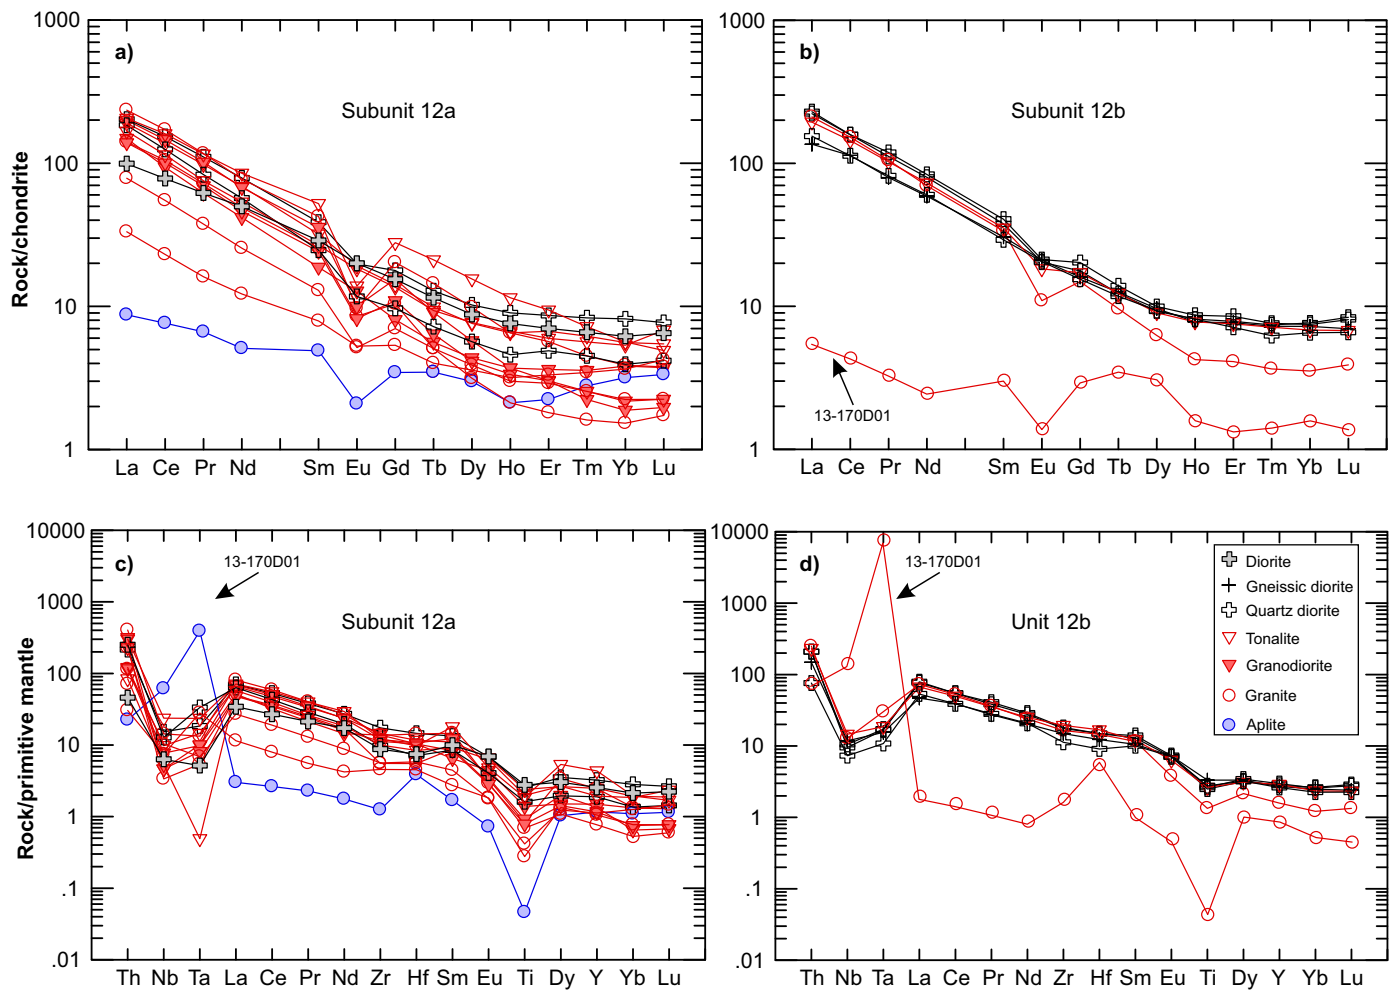 1000
100
10
1
Rock/chondrite
a)
Subunit 12a
La Ce Pr Nd Sm Eu Gd Tb Dy Ho Er Tm Yb Lu
1000
100
10
1
b)
Subunit 12b
13-170D01
La Ce Pr Nd Sm Eu Gd Tb Dy Ho Er Tm Yb Lu
10000
1000
100
10
1
.1
.01
Rock/primitive mantle
c)
13-170D01
Subunit 12a
Th Nb Ta La Ce Pr Nd Zr Hf Sm Eu Ti Dy Y Yb Lu
10000
1000
100
10
1
.1
.01
d)
13-170D01
Unit 12b
Diorite
Gneissic diorite
Quartz diorite
Tonalite
Granodiorite
Granite
Aplite
Th Nb Ta La Ce Pr Nd Zr Hf Sm Eu Ti Dy Y Yb Lu